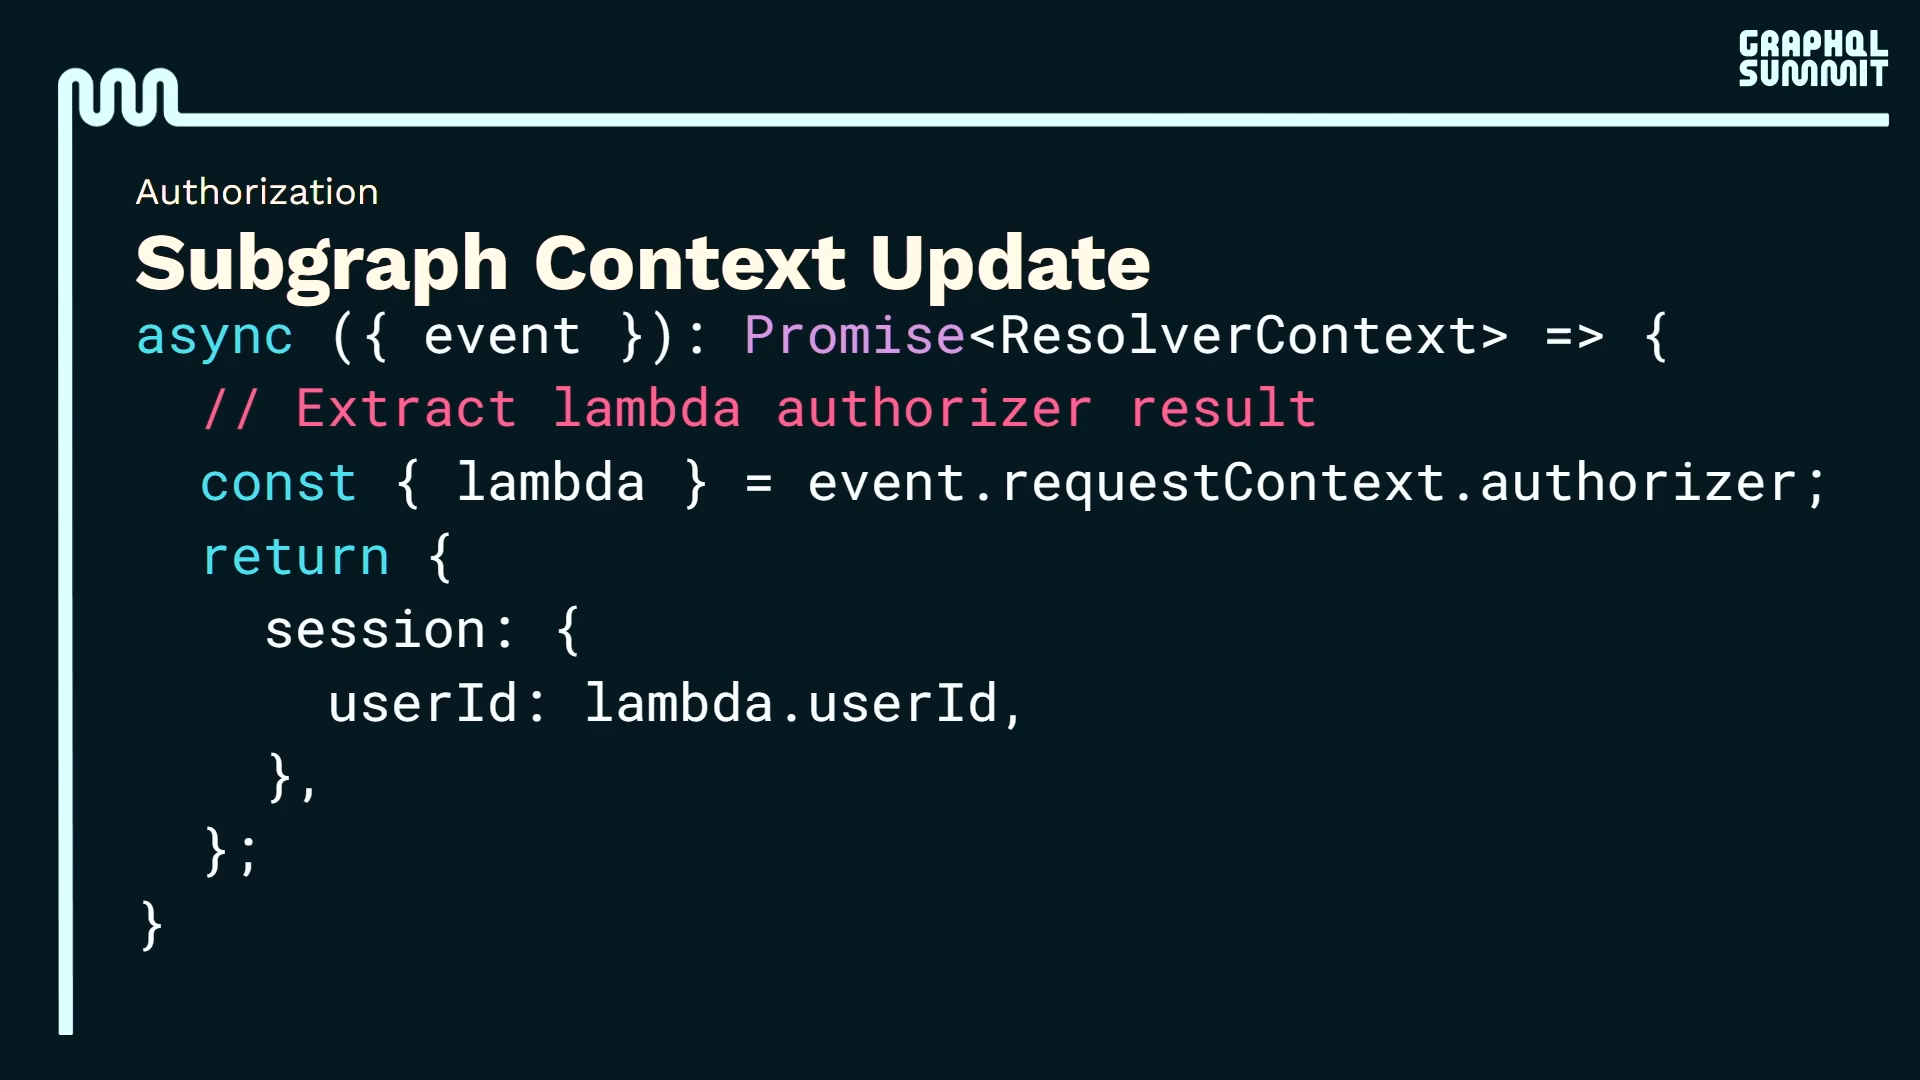 GRAPHQL
SUMMIT
Authorization
Subgraph Context Update
async ({ event }): Promise<ResolverContext> => {
  // Extract lambda authorizer result
  const { lambda } = event.requestContext.authorizer;
  return {
    session: {
      userId: lambda.userId,
    },
  };
}